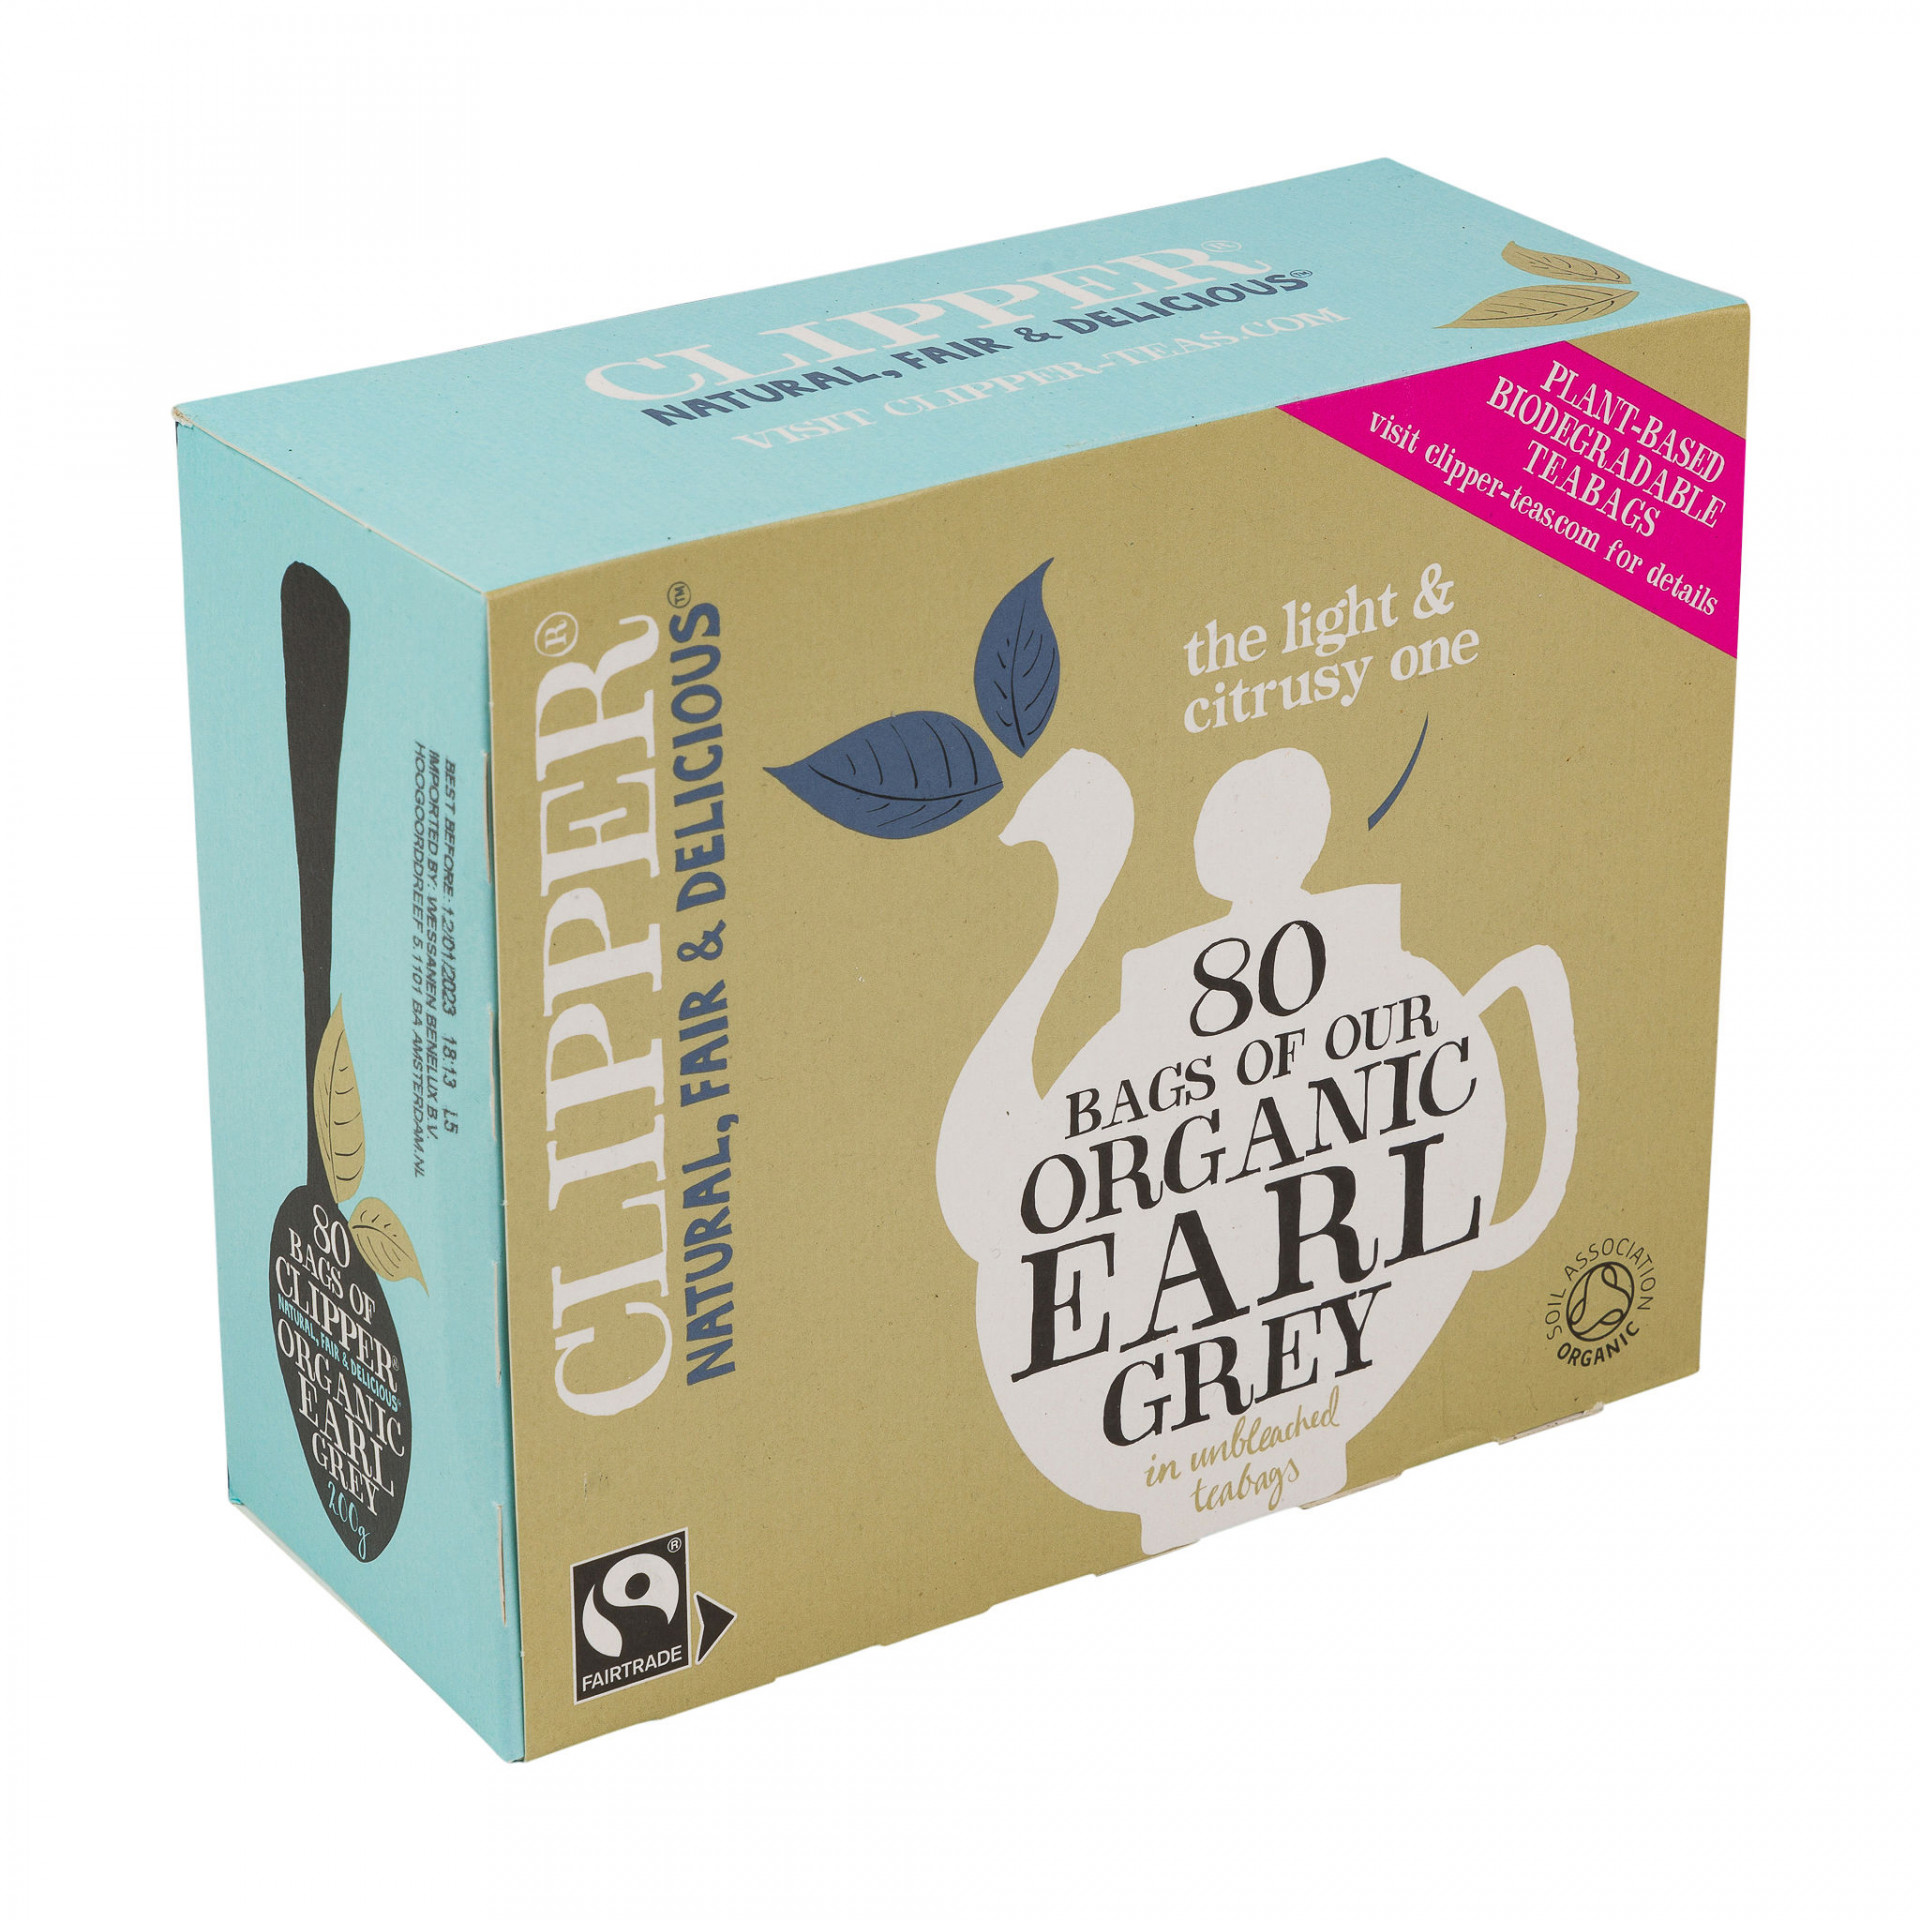 CLIPPER®
NATURAL, FAIR & DELICIOUS™
VISIT CLIPPER-TEAS.COM
PLANT-BASED
BIODEGRADABLE
TEABAGS
visit clipper-teas.com for details
CLIPPER®
NATURAL, FAIR & DELICIOUS™
the light &
citrusy one
80
BAGS OF OUR
ORGANIC
EARL
GREY
in unbleached
teabags
SOIL ASSOCIATION
ORGANIC
®
FAIRTRADE
BEST BEFORE: 12/01/2023 18:13 L5
IMPORTED BY: WESSANEN BENELUX B.V.
HOOGOORDDREEF 5, 1101 BA AMSTERDAM.NL
80
BAGS OF
CLIPPER®
NATURAL, FAIR & DELICIOUS™
ORGANIC
EARL
GREY
200g